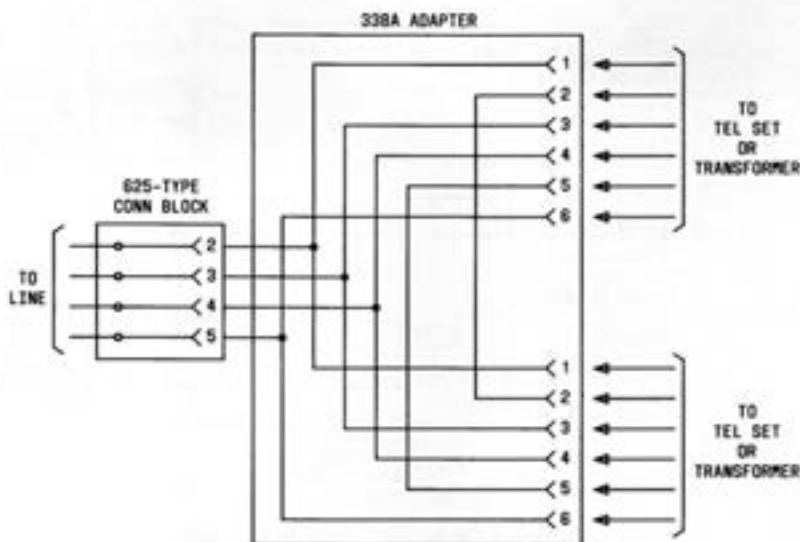 338A ADAPTER
1
2
3
4
5
6
TO
TEL SET
OR
TRANSFORMER
625-TYPE
CONN BLOCK
2
3
4
5
TO
LINE
1
2
3
4
5
6
TO
TEL SET
OR
TRANSFORMER